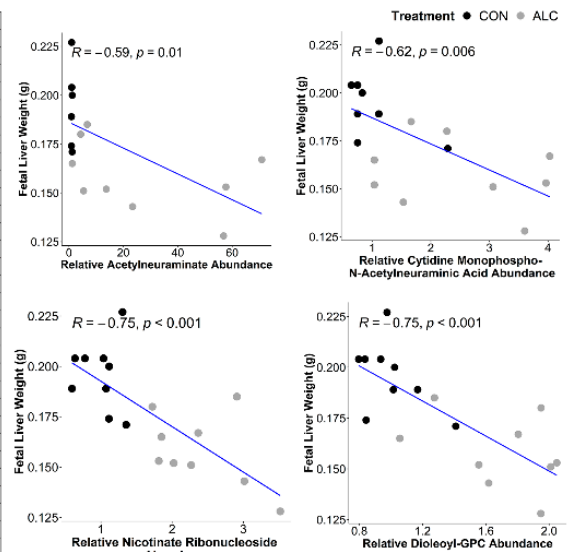 Treatment ● CON ● ALC
R = −0.59, p = 0.01
Fetal Liver Weight (g)
0.225
0.200
0.175
0.150
0.125
0 20 40 60
Relative Acetylneuraminate Abundance
R = −0.62, p = 0.006
Fetal Liver Weight (g)
0.225
0.200
0.175
0.150
0.125
1 2 3 4
Relative Cytidine Monophospho-
N-Acetylneuraminic Acid Abundance
R = −0.75, p < 0.001
Fetal Liver Weight (g)
0.225
0.200
0.175
0.150
0.125
1 2 3
Relative Nicotinate Ribonucleoside
R = −0.75, p < 0.001
Fetal Liver Weight (g)
0.225
0.200
0.175
0.150
0.125
0.8 1.2 1.6 2.0
Relative Dioleoyl-GPC Abundance